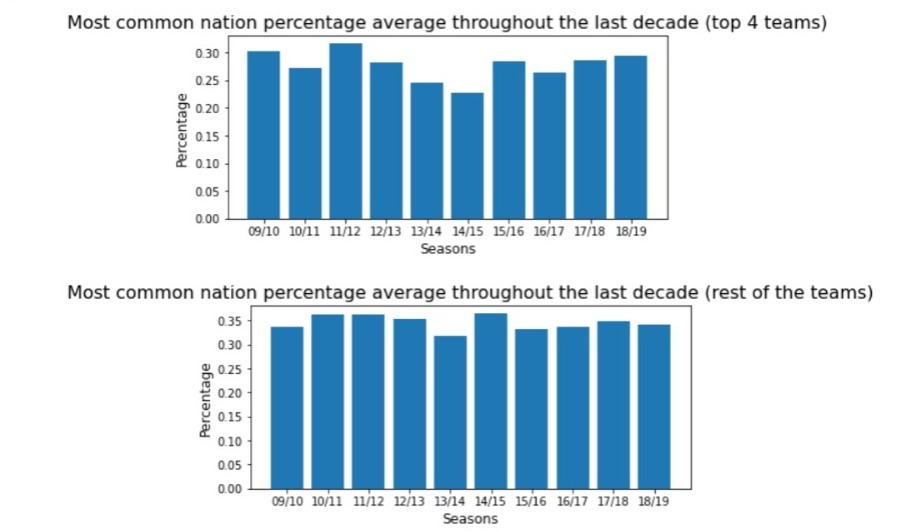 Most common nation percentage average throughout the last decade (top 4 teams)
0.30
0.25
0.20
0.15
0.10
0.05
0.00
Percentage
09/10 10/11 11/12 12/13 13/14 14/15 15/16 16/17 17/18 18/19
Seasons
Most common nation percentage average throughout the last decade (rest of the teams)
0.35
0.30
0.25
0.20
0.15
0.10
0.05
0.00
Percentage
09/10 10/11 11/12 12/13 13/14 14/15 15/16 16/17 17/18 18/19
Seasons